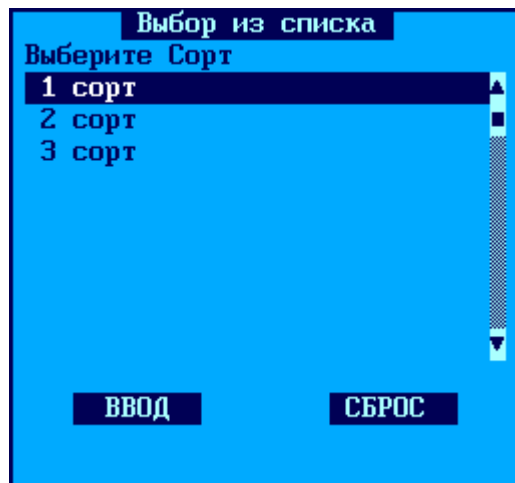 Выбор из списка
Выберите Сорт
1 сорт
2 сорт
3 сорт
ВВОД СБРОС